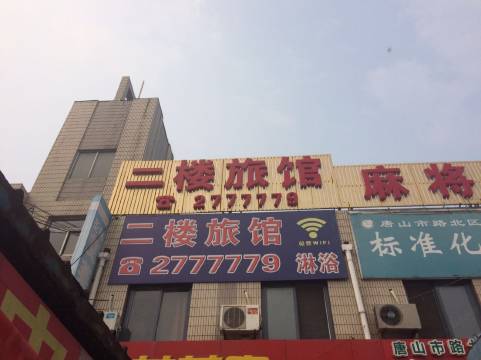 二楼旅馆
☎ 2777779
麻将
二楼旅馆
☎2777779
免费WiFi
淋浴
唐山市路北区
标准化
唐山市路